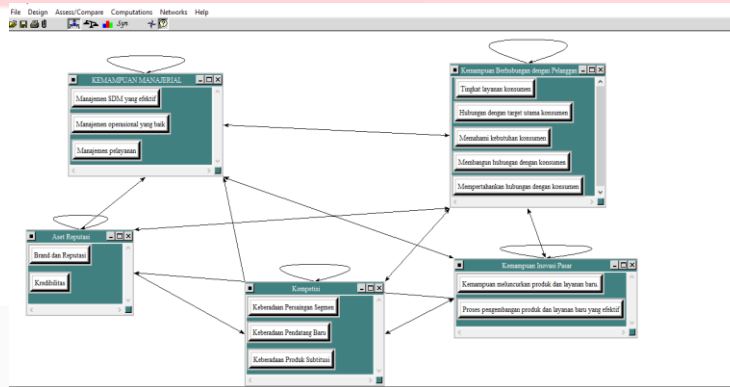 File Design Assess/Compare Computations Networks Help
Syn
KEMAMPUAN MANAJERIAL
Manajemen SDM yang efektif
Manajemen operasional yang baik
Manajemen pelayanan
Kemampuan Berhubungan dengan Pelanggan
Tingkat layanan konsumen
Hubungan dengan target utama konsumen
Memahami kebutuhan konsumen
Membangun hubungan dengan konsumen
Mempertahankan hubungan dengan konsumen
Aset Reputasi
Brand dan Reputasi
Kredibilitas
Kompetisi
Keberadaan Persaingan Segmen
Keberadaan Pendatang Baru
Keberadaan Produk Subtitusi
Kemampuan Inovasi Pasar
Kemampuan meluncurkan produk dan layanan baru.
Proses pengembangan produk dan layanan baru yang efektif